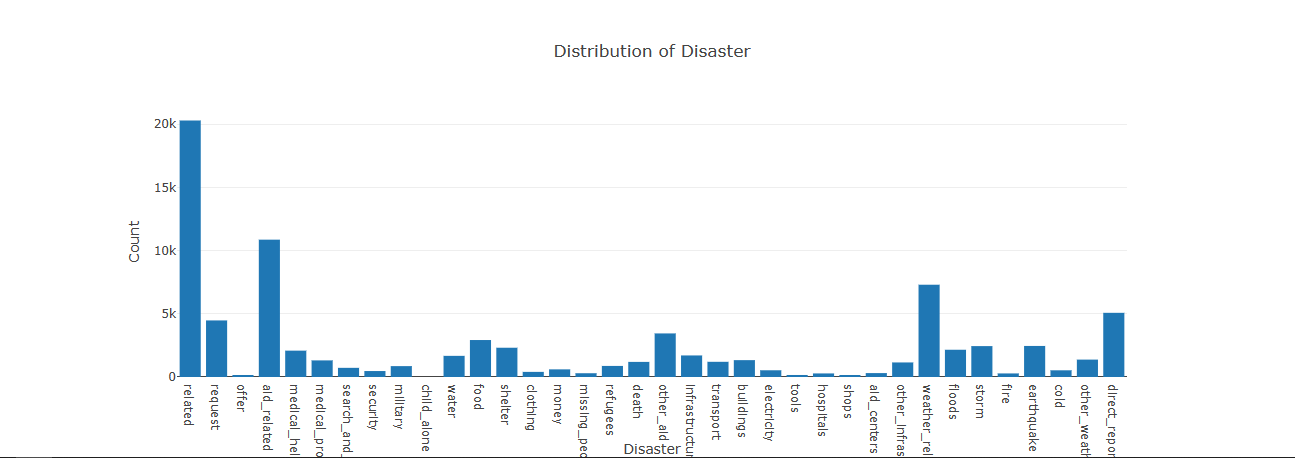 Distribution of Disaster
20k
15k
10k
5k
0
Count
related
request
offer
aid_related
medical_hel
medical_pro
search_and_
security
military
child_alone
water
food
shelter
clothing
money
missing_peo
refugees
death
other_aid
infrastructur
transport
buildings
electricity
tools
hospitals
shops
aid_centers
other_infras
weather_rel
floods
storm
fire
earthquake
cold
other_weath
direct_repor
Disaster